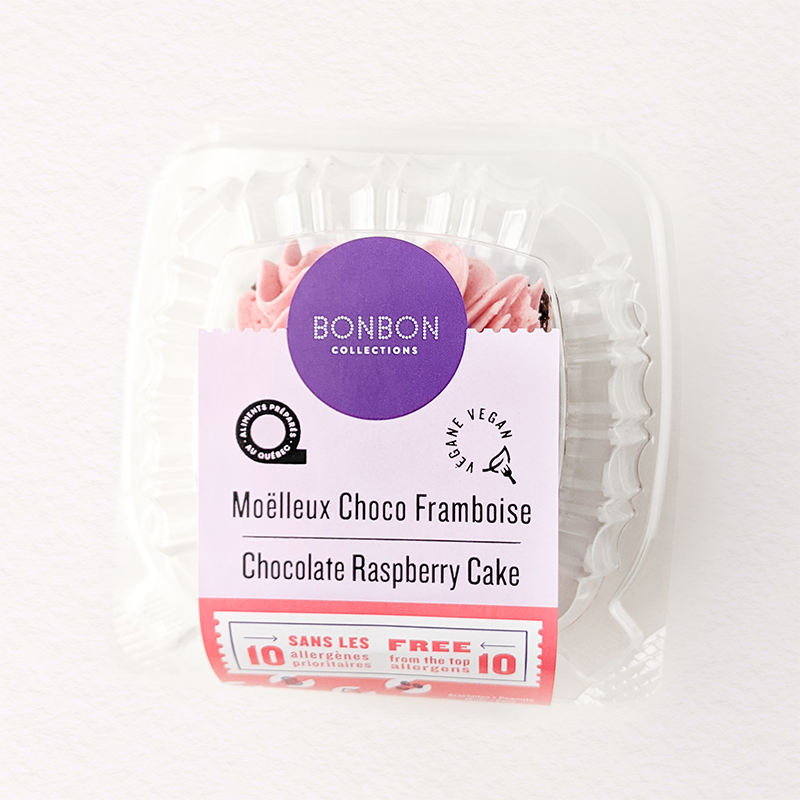 BONBON
COLLECTIONS
ALIMENTS PRÉPARÉS
AU QUÉBEC
VÉGANE VEGAN
Moëlleux Choco Framboise
Chocolate Raspberry Cake
10 SANS LES
allergènes
prioritaires
FREE
from the top
allergens 10